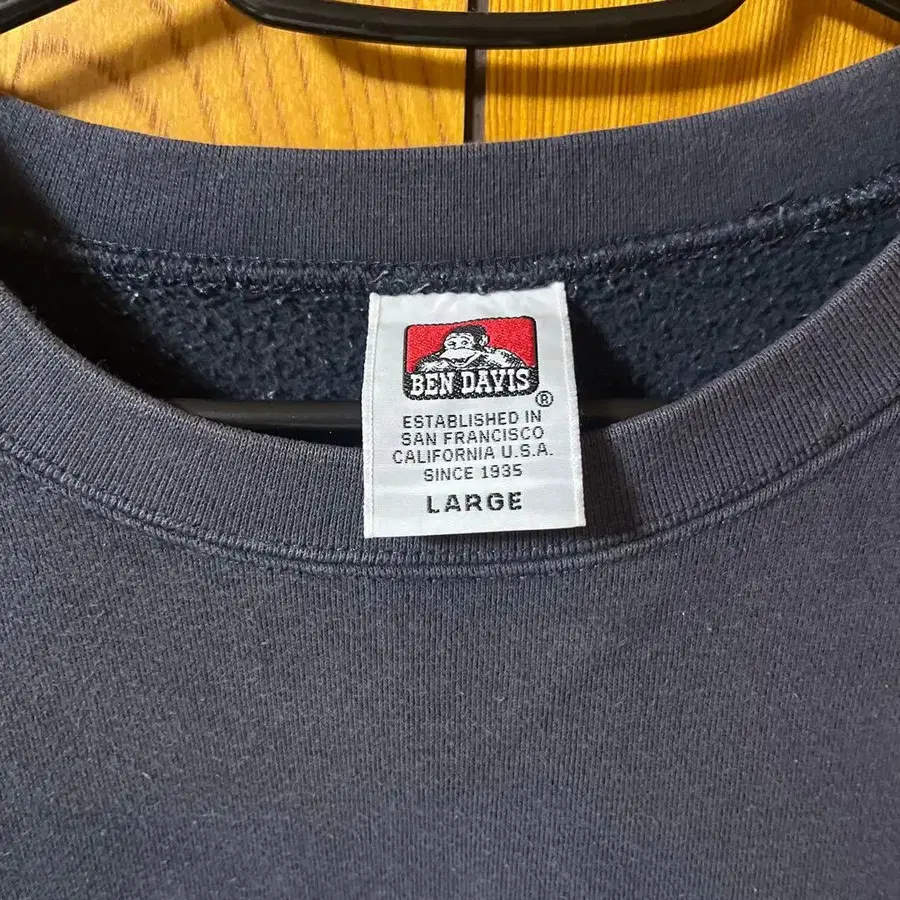 BEN DAVIS
®
ESTABLISHED IN
SAN FRANCISCO
CALIFORNIA U.S.A.
SINCE 1935
LARGE